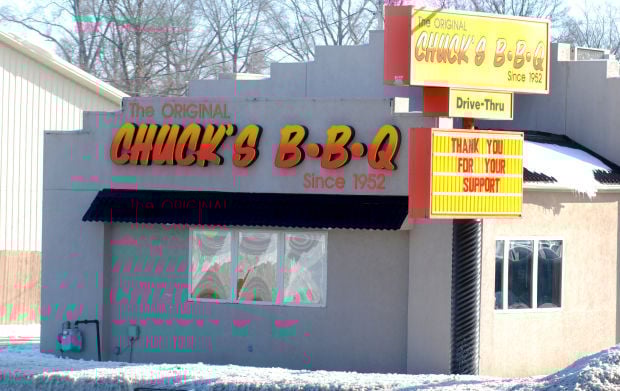 The ORIGINAL
CHUCK'S B•B•Q
Since 1952
The ORIGINAL
CHUCK'S B•B•Q
Since 1952
Drive-Thru
THANK YOU
FOR YOUR
SUPPORT